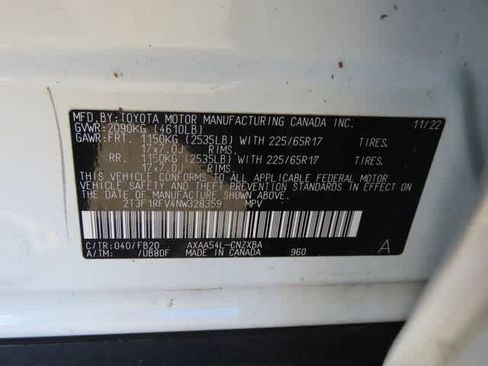 MFD.BY:TOYOTA MOTOR MANUFACTURING CANADA INC. 11/22
GVWR:2090KG (4610LB)
GAWR:FRT. 1150KG (2535LB) WITH 225/65R17 TIRES.
17x7.0J RIMS.
RR. 1150KG (2535LB) WITH 225/65R17 TIRES.
17x7.0J RIMS.
THIS VEHICLE CONFORMS TO ALL APPLICABLE FEDERAL MOTOR
VEHICLE SAFETY STANDARDS IN EFFECT ON
THE DATE OF MANUFACTURE SHOWN ABOVE.
2T3F1RFV4NW328359 MPV
C/TR:040/FB20 AXAA54L-CNZXBA A
A/TM: /UB80F MADE IN CANADA 960